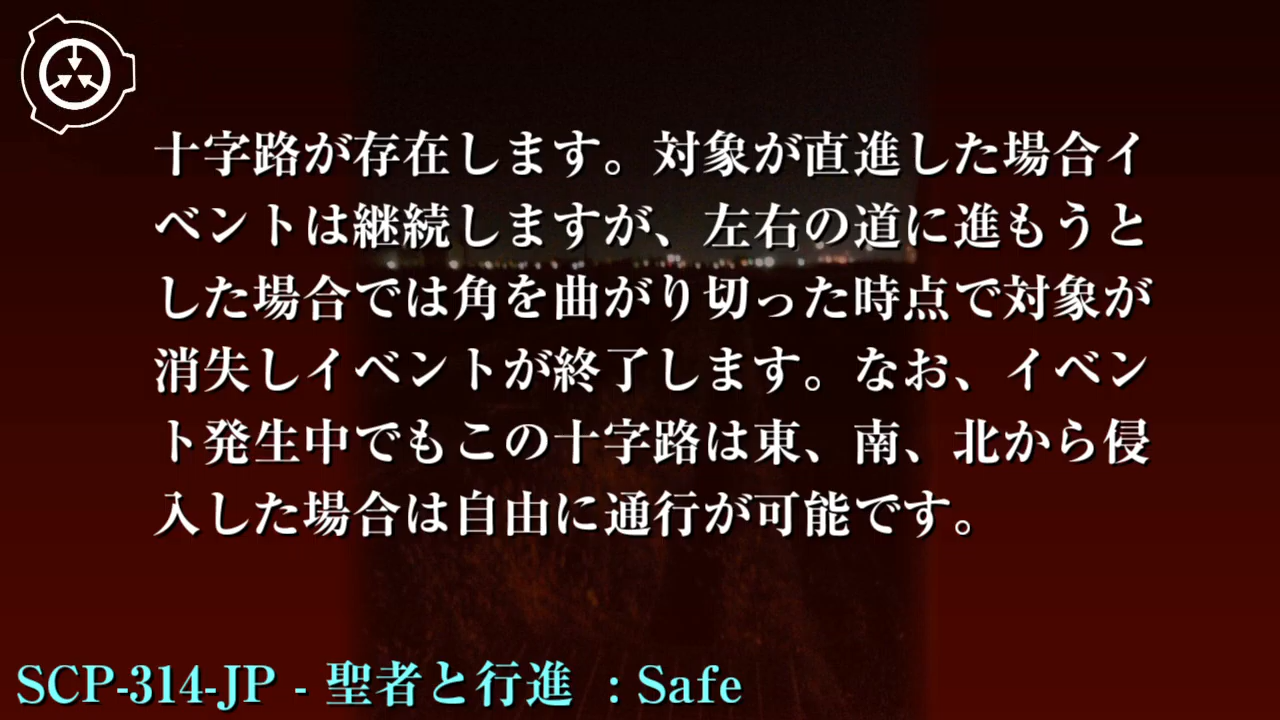 十字路が存在します。対象が直進した場合イ
ベントは継続しますが、左右の道に進もうと
した場合では角を曲がり切った時点で対象が
消失しイベントが終了します。なお、イベン
ト発生中でもこの十字路は東、南、北から侵
入した場合は自由に通行が可能です。
SCP-314-JP - 聖者と行進 : Safe